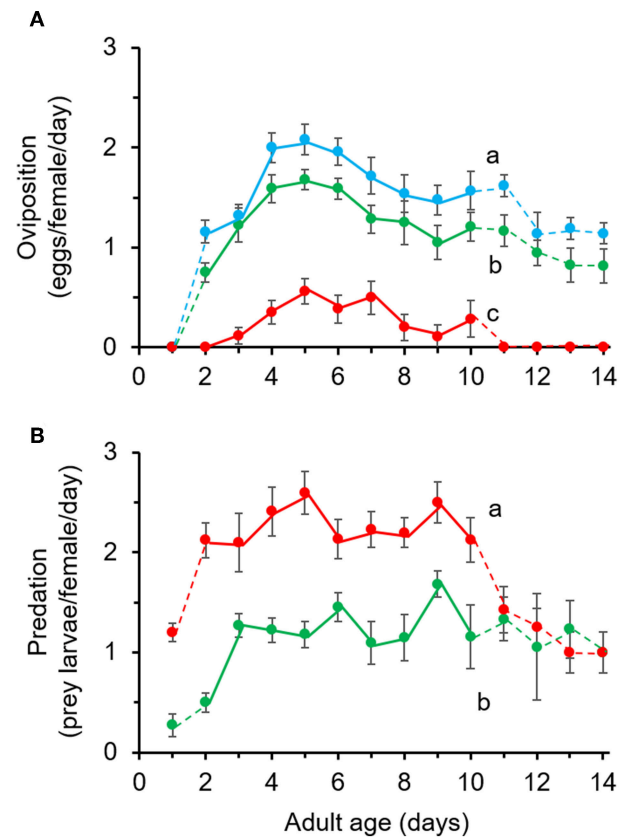 A
Oviposition
(eggs/female/day)
3
2
1
0
a
b
c
0 2 4 6 8 10 12 14
B
Predation
(prey larvae/female/day)
3
2
1
0
a
b
0 2 4 6 8 10 12 14
Adult age (days)